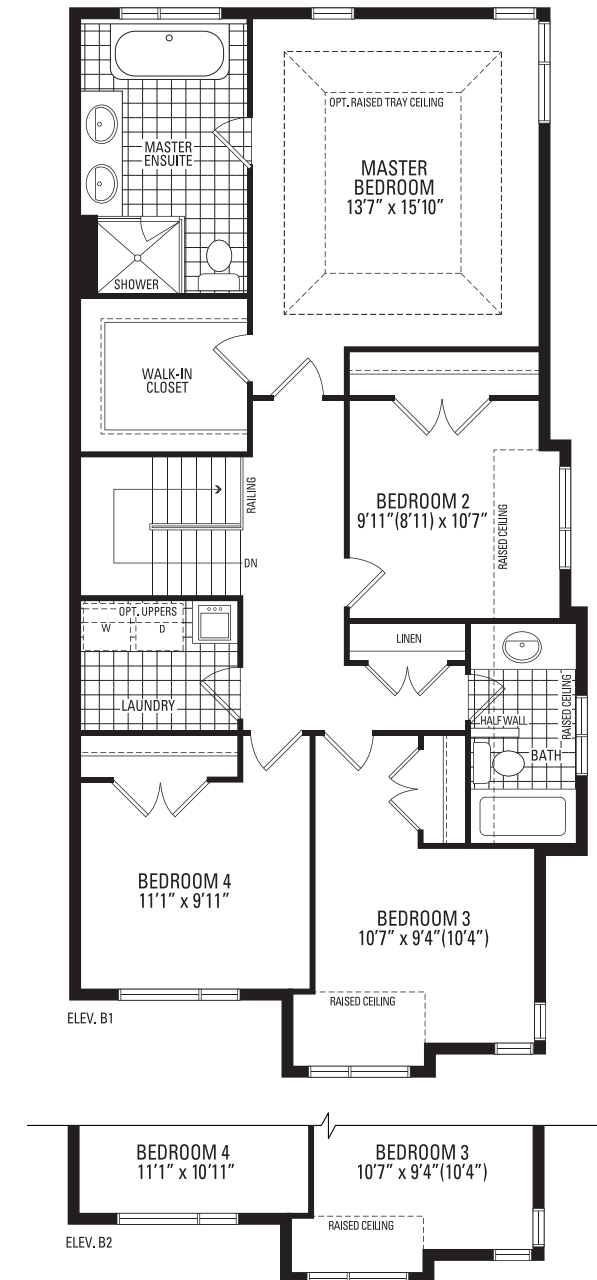 OPT. RAISED TRAY CEILING
MASTER
ENSUITE
MASTER
BEDROOM
13'7" x 15'10"
SHOWER
WALK-IN
CLOSET
RAILING
DN
BEDROOM 2
9'11"(8'11) x 10'7"
RAISED CEILING
OPT. UPPERS
W
D
LAUNDRY
LINEN
HALF WALL
RAISED CEILING
BATH
BEDROOM 4
11'1" x 9'11"
BEDROOM 3
10'7" x 9'4"(10'4")
RAISED CEILING
ELEV. B1
BEDROOM 4
11'1" x 10'11"
BEDROOM 3
10'7" x 9'4"(10'4")
RAISED CEILING
ELEV. B2